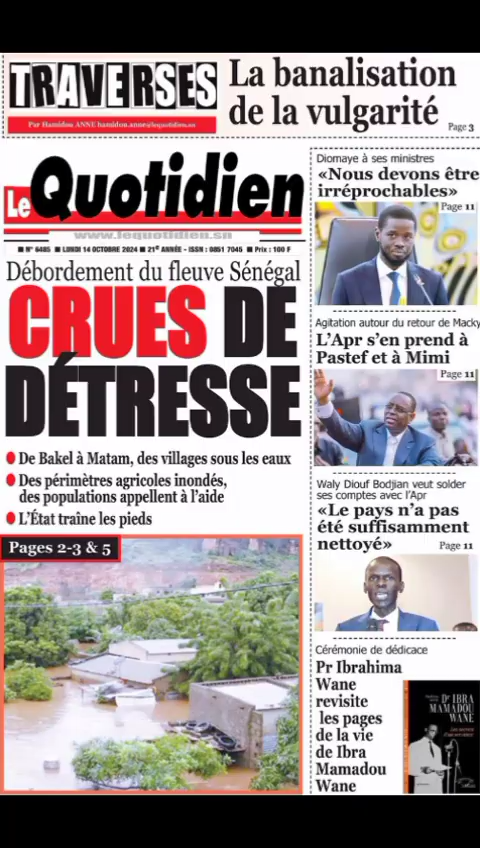 TRAVERSES
Par Hamidou ANNE hamidou.anne@lequotidien.sn
La banalisation
de la vulgarité
Page 3
Le Quotidien
www.lequotidien.sn
■ N° 6485 ■ LUNDI 14 OCTOBRE 2024 ■ 21e ANNÉE - ISSN : 0851 7045 ■ Prix : 100 F
Débordement du fleuve Sénégal
CRUES DE
DÉTRESSE
● De Bakel à Matam, des villages sous les eaux
● Des périmètres agricoles inondés,
des populations appellent à l'aide
● L'État traîne les pieds
Pages 2-3 & 5
Diomaye à ses ministres
«Nous devons être
irréprochables»
Page 11
Agitation autour du retour de Macky
L'Apr s'en prend à
Pastef et à Mimi
Page 11
Waly Diouf Bodjian veut solder
ses comptes avec l'Apr
«Le pays n'a pas
été suffisamment
nettoyé»
Page 11
Cérémonie de dédicace
Pr Ibrahima
Wane
revisite
les pages
de la vie
de Ibra
Mamadou
Wane
Dr IBRA
MAMADOU
WANE